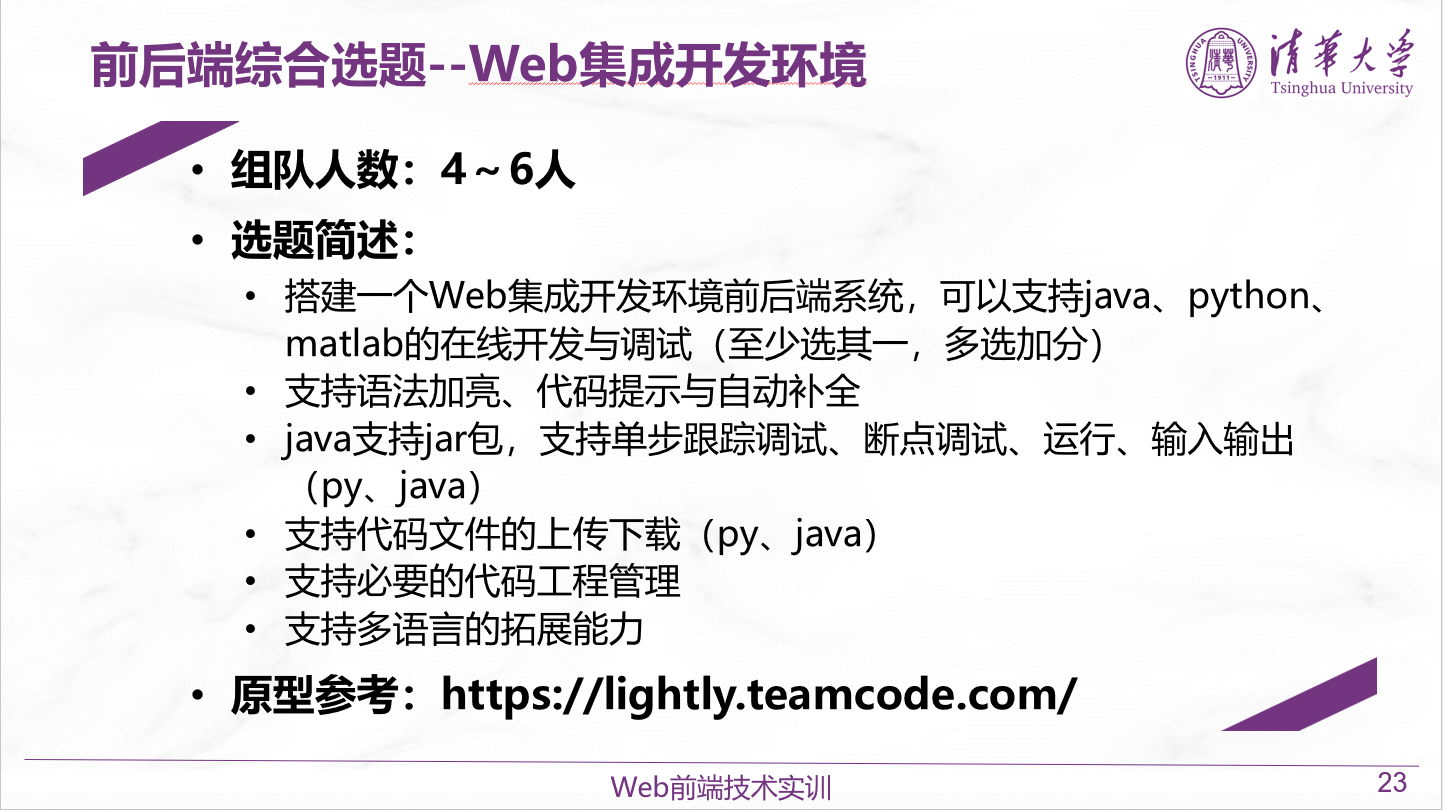 前后端综合选题--Web集成开发环境
清华大学
TSINGHUA UNIVERSITY
清華
1911
Tsinghua University
• 组队人数：4～6人
• 选题简述：
• 搭建一个Web集成开发环境前后端系统，可以支持java、python、
matlab的在线开发与调试（至少选其一，多选加分）
• 支持语法加亮、代码提示与自动补全
• java支持jar包，支持单步跟踪调试、断点调试、运行、输入输出
（py、java）
• 支持代码文件的上传下载（py、java）
• 支持必要的代码工程管理
• 支持多语言的拓展能力
• 原型参考：https://lightly.teamcode.com/
Web前端技术实训
23